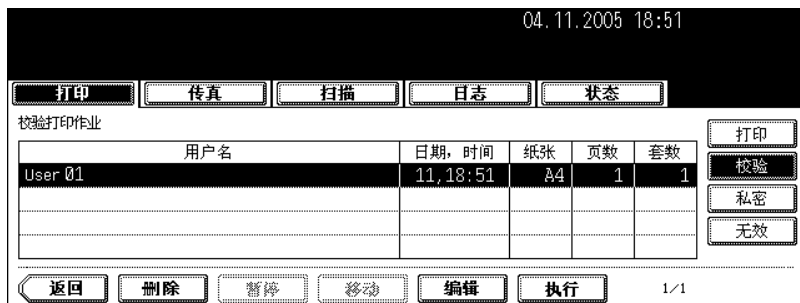 04.11.2005 18:51
打印 传真 扫描 日志 状态
校验打印作业
打印
用户名 日期，时间 纸张 页数 套数
校验
User 01 11,18:51 A4 1 1
私密
无效
返回 删除 暂停 移动 编辑 执行 1/1